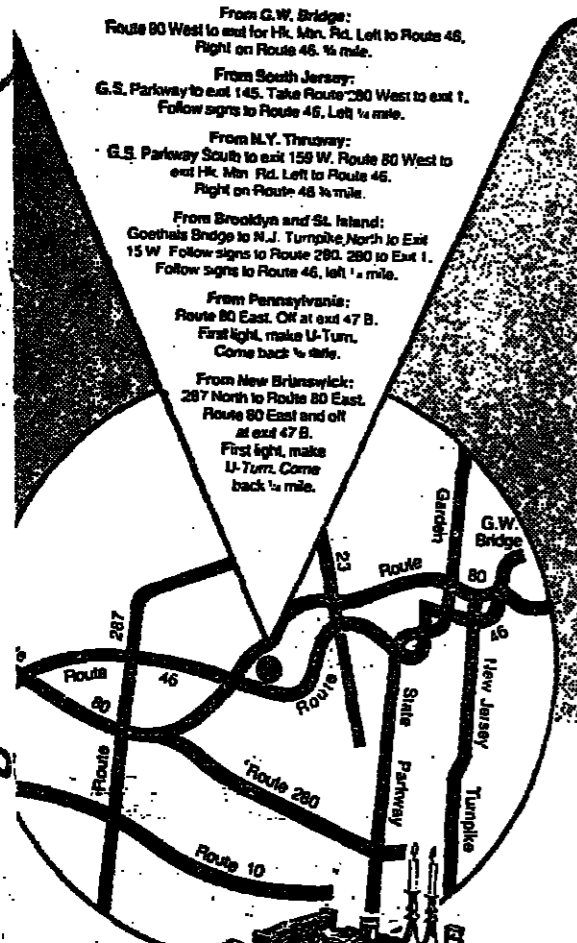 From G.W. Bridge:
Route 80 West to exit for Hk. Mtn. Rd. Left to Route 46,
Right on Route 46. ¾ mile.
From South Jersey:
G.S. Parkway to exit 145. Take Route 280 West to exit 1.
Follow signs to Route 46, Left ¼ mile.
From N.Y. Thruway:
G.S. Parkway South to exit 159 W. Route 80 West to
exit Hk. Mtn Rd. Left to Route 46.
Right on Route 46 ¾ mile.
From Brooklyn and St. Island:
Goethals Bridge to N.J. Turnpike North to Exit
15 W Follow signs to Route 280. 280 to Exit 1.
Follow signs to Route 46, left ¼ mile.
From Pennsylvania:
Route 80 East. Off at exit 47 B.
First light, make U-Turn,
Come back ¼ mile.
From New Brunswick:
287 North to Route 80 East.
Route 80 East and off
at exit 47 B.
First light, make
U-Turn. Come
back ¼ mile.
Garden
G.W.
Bridge
23
Route
80
287
46
Route
46
Route
80
State
New Jersey
Route
Route 280
Parkway
Turnpike
Route 10